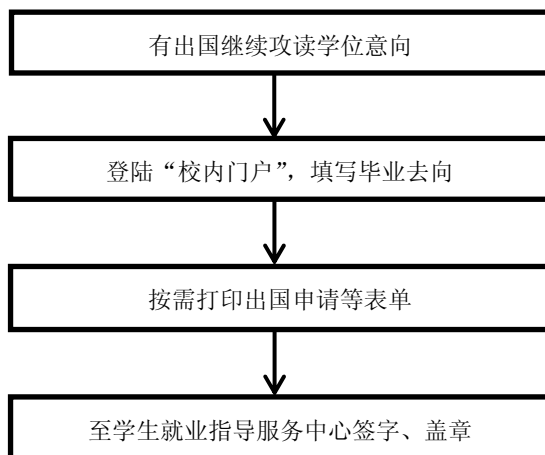 有出国继续攻读学位意向
登陆“校内门户”，填写毕业去向
按需打印出国申请等表单
至学生就业指导服务中心签字、盖章